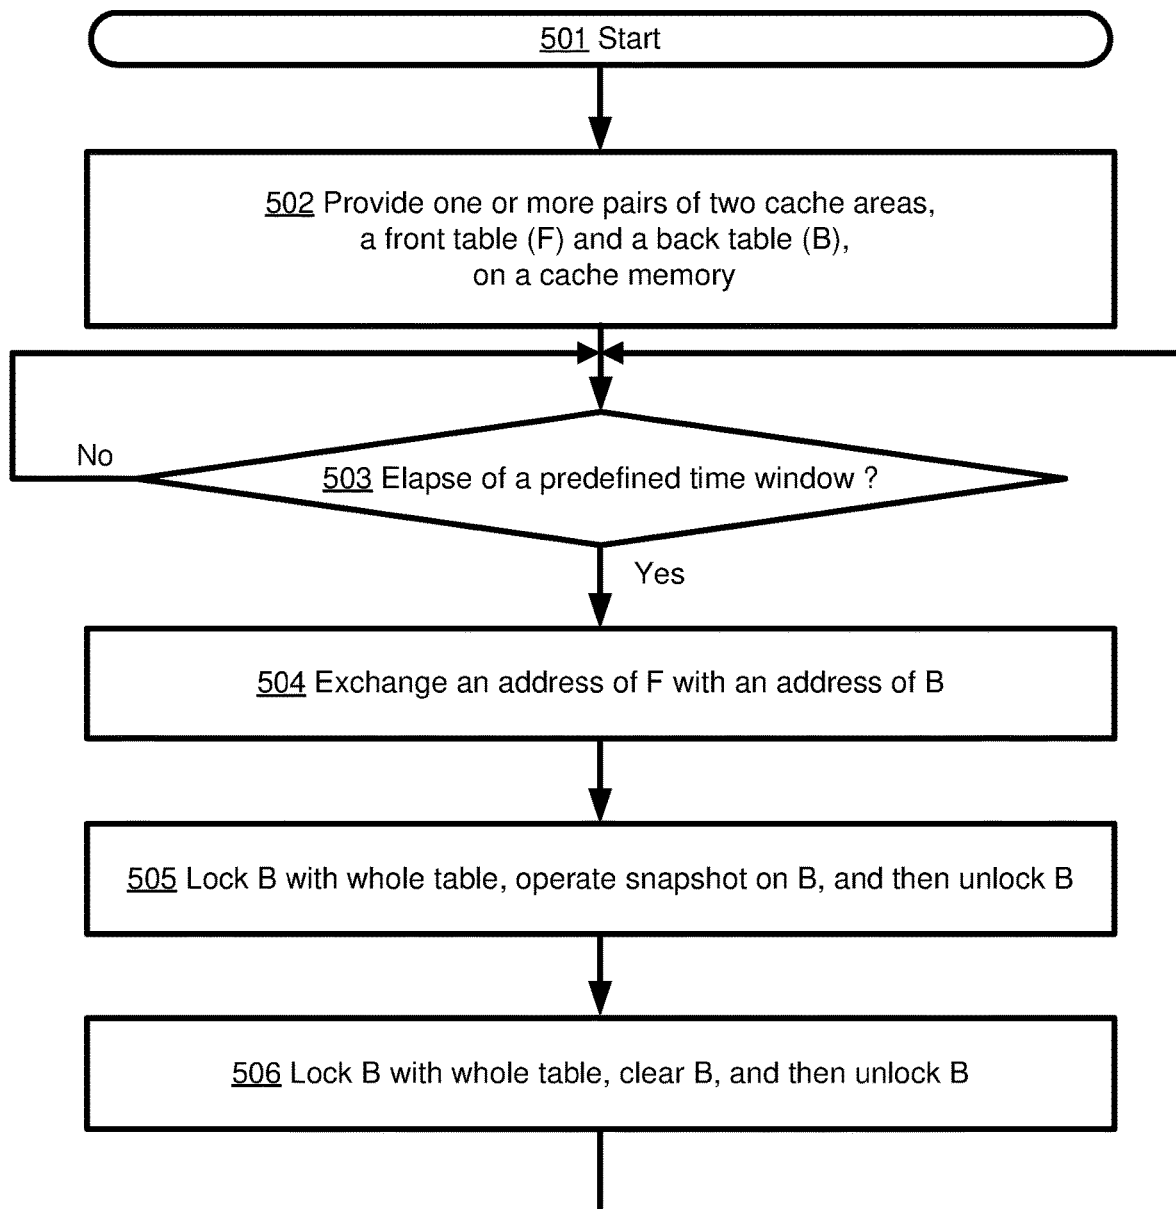 501 Start
502 Provide one or more pairs of two cache areas,
a front table (F) and a back table (B),
on a cache memory
No
503 Elapse of a predefined time window ?
Yes
504 Exchange an address of F with an address of B
505 Lock B with whole table, operate snapshot on B, and then unlock B
506 Lock B with whole table, clear B, and then unlock B